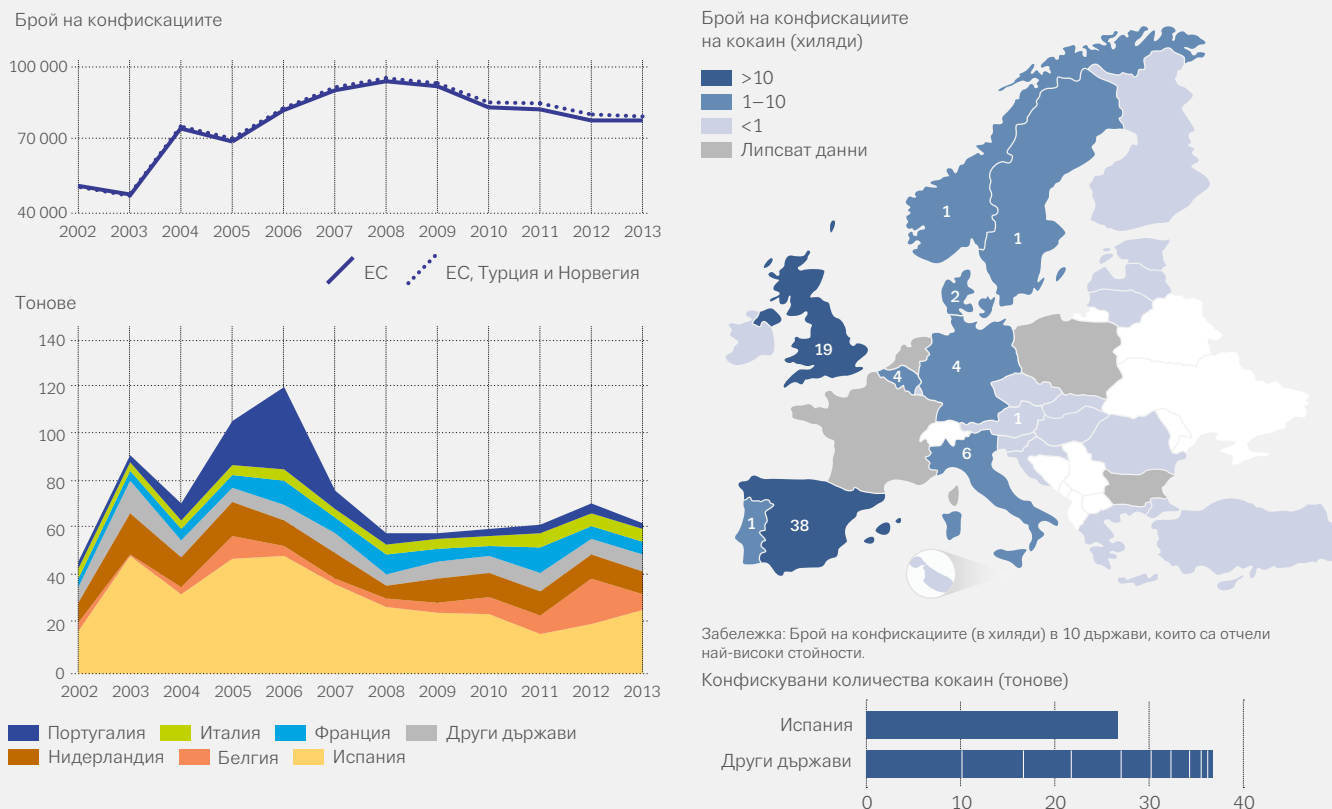 Брой на конфискациите
100 000
70 000
40 000
2002 2003 2004 2005 2006 2007 2008 2009 2010 2011 2012 2013
ЕС ЕС, Турция и Норвегия
Тонове
140
120
100
80
60
40
20
0
2002 2003 2004 2005 2006 2007 2008 2009 2010 2011 2012 2013
Португалия Италия Франция Други държави
Нидерландия Белгия Испания
Брой на конфискациите
на кокаин (хиляди)
>10
1–10
<1
Липсват данни
1
1
2
19
4
4
1
6
1
38
Забележка: Брой на конфискациите (в хиляди) в 10 държави, които са отчели
най-високи стойности.
Конфискувани количества кокаин (тонове)
Испания
Други държави
0 10 20 30 40